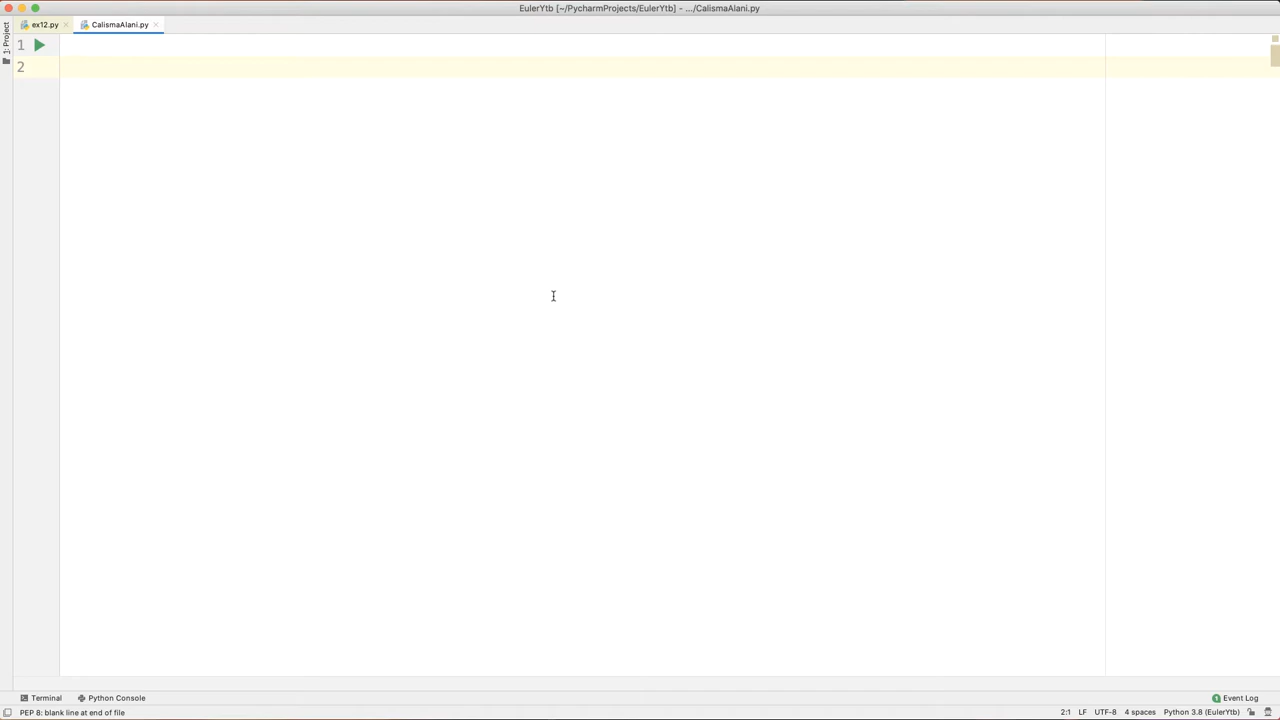 EulerYtb [~/PycharmProjects/EulerYtb] - .../CalismaAlani.py
ex12.py
CalismaAlani.py
1: Project
1
2
Terminal
Python Console
1 Event Log
PEP 8: blank line at end of file
2:1 LF UTF-8 4 spaces Python 3.8 (EulerYtb)